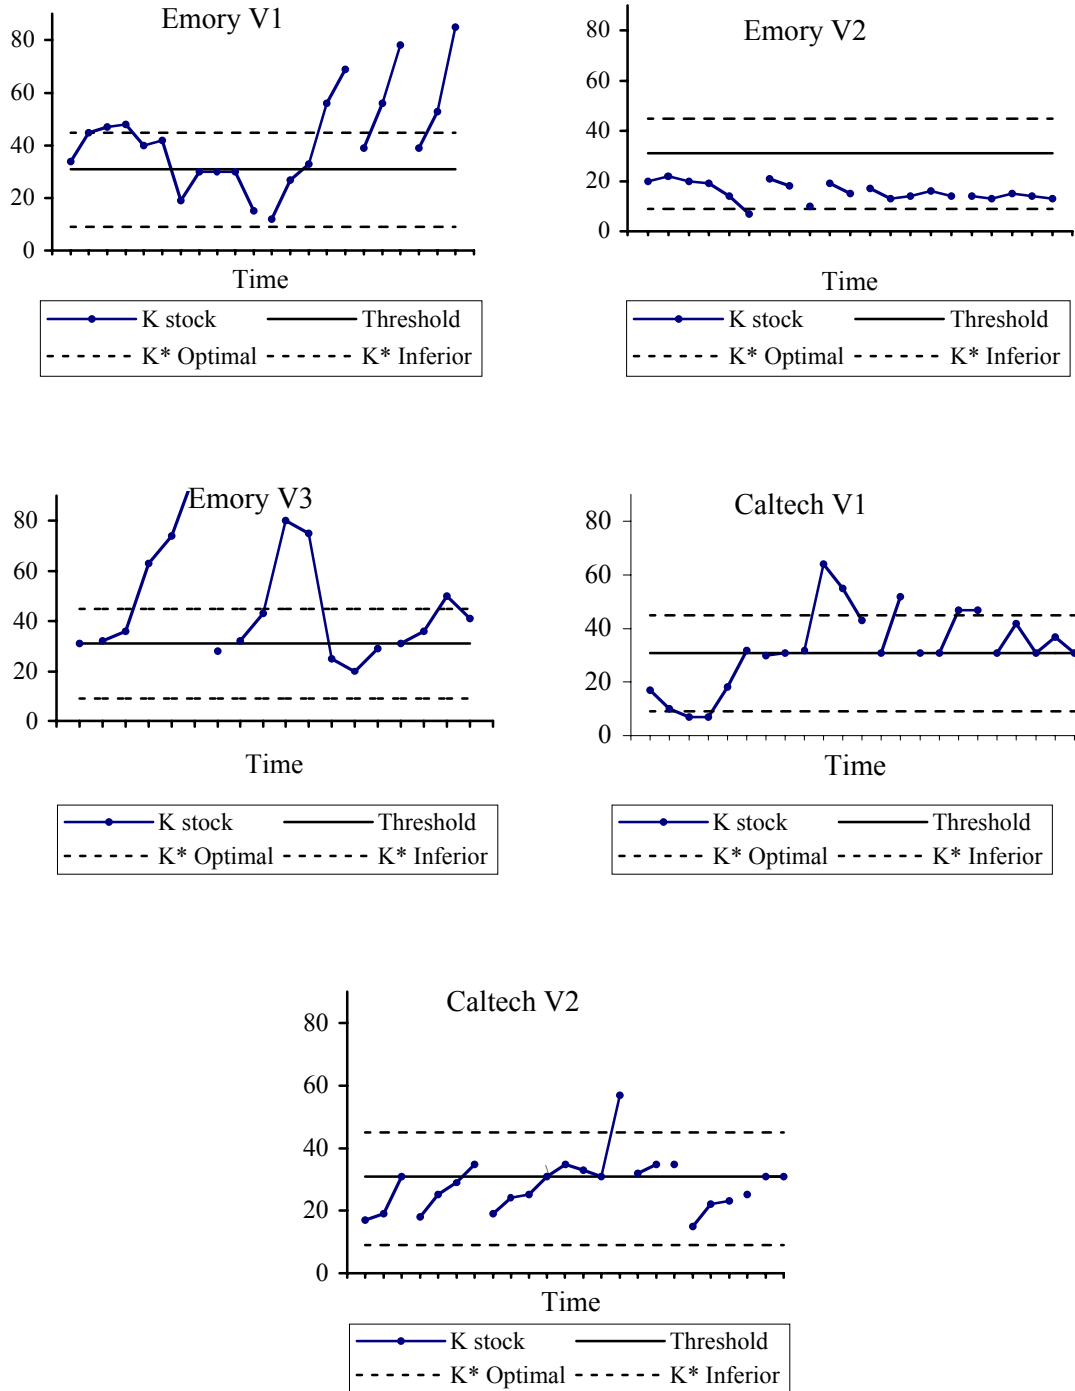 Emory V1
80
60
40
20
0
Time
K stock Threshold
K* Optimal K* Inferior
Emory V2
80
60
40
20
0
Time
K stock Threshold
K* Optimal K* Inferior
Emory V3
80
60
40
20
0
Time
K stock Threshold
K* Optimal K* Inferior
Caltech V1
80
60
40
20
0
Time
K stock Threshold
K* Optimal K* Inferior
Caltech V2
80
60
40
20
0
Time
K stock Threshold
K* Optimal K* Inferior